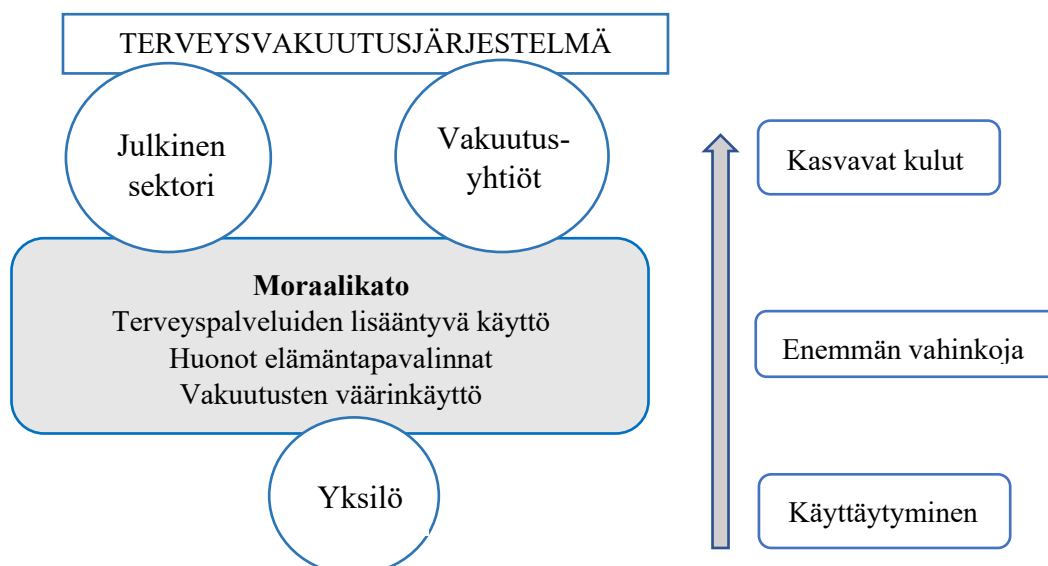 TERVEYSVAKUUTUSJÄRJESTELMÄ
Julkinen
sektori
Vakuutus-
yhtiöt
Moraalikato
Terveyspalveluiden lisääntyvä käyttö
Huonot elämäntapavalinnat
Vakuutusten väärinkäyttö
Yksilö
Kasvavat kulut
Enemmän vahinkoja
Käyttäytyminen